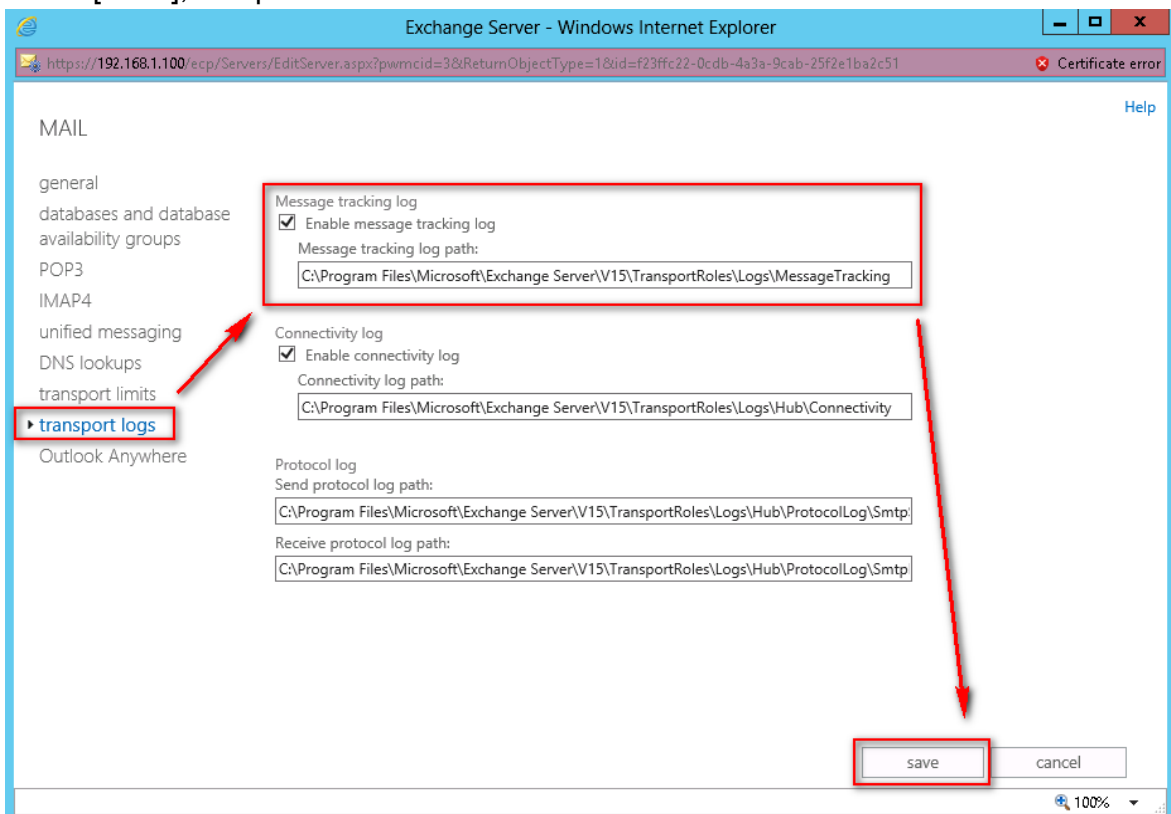 Exchange Server - Windows Internet Explorer
https://192.168.1.100/ecp/Servers/EditServer.aspx?pwmcid=3&ReturnObjectType=1&id=f23ffc22-0cdb-4a3a-9cab-25f2e1ba2c51
Certificate error
Help
MAIL
general
databases and database
availability groups
POP3
IMAP4
unified messaging
DNS lookups
transport limits
transport logs
Outlook Anywhere
Message tracking log
Enable message tracking log
Message tracking log path:
C:\Program Files\Microsoft\Exchange Server\V15\TransportRoles\Logs\MessageTracking
Connectivity log
Enable connectivity log
Connectivity log path:
C:\Program Files\Microsoft\Exchange Server\V15\TransportRoles\Logs\Hub\Connectivity
Protocol log
Send protocol log path:
C:\Program Files\Microsoft\Exchange Server\V15\TransportRoles\Logs\Hub\ProtocolLog\Smtp
Receive protocol log path:
C:\Program Files\Microsoft\Exchange Server\V15\TransportRoles\Logs\Hub\ProtocolLog\Smtp
save
cancel
100%